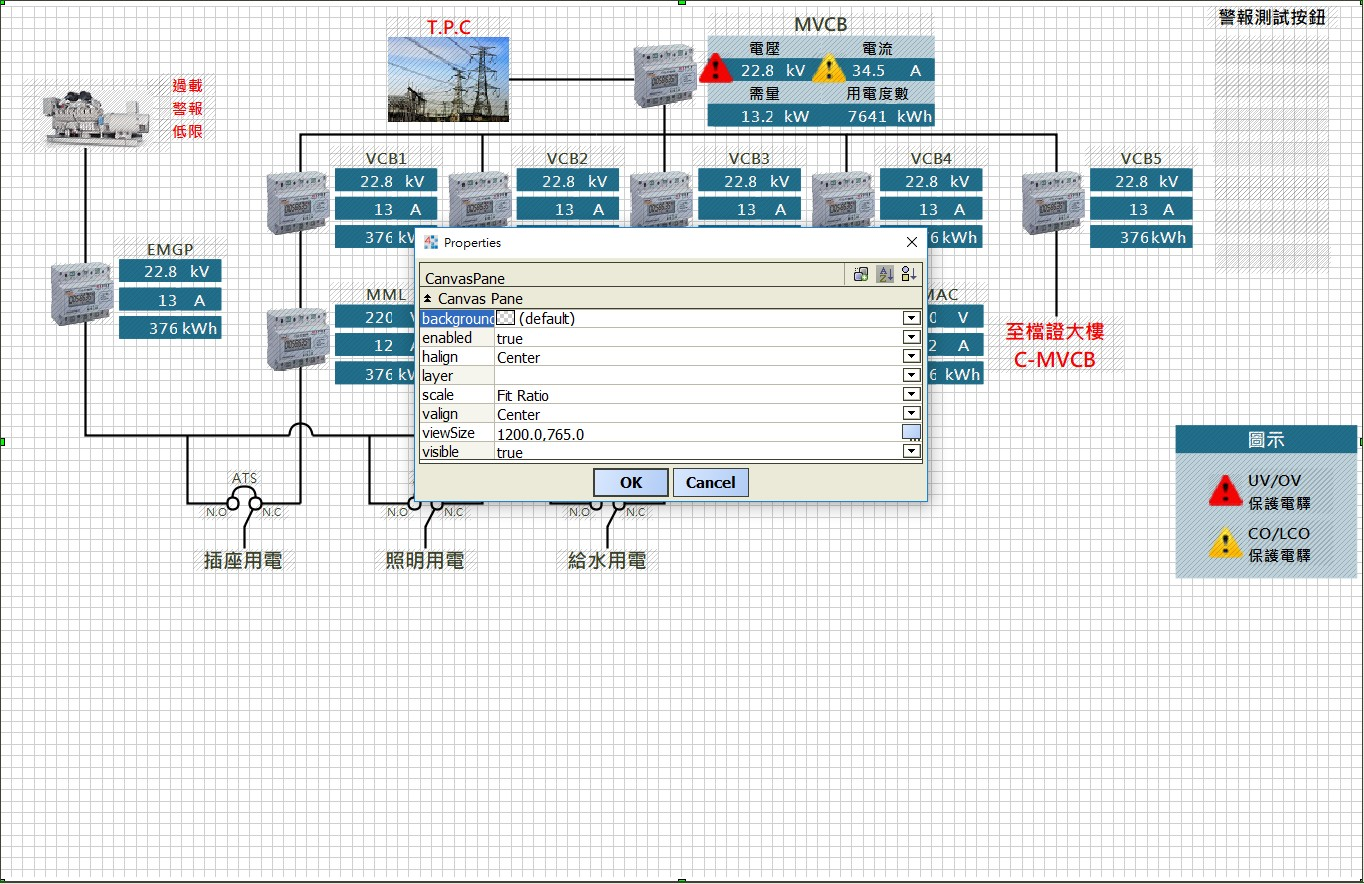 T.P.C
MVCB
警報測試按鈕
電壓
電流
22.8 kV
34.5 A
需量
用電度數
13.2 kW
7641 kWh
過載
警報
低限
VCB1
22.8 kV
13 A
376 kW
VCB2
22.8 kV
13 A
VCB3
22.8 kV
13 A
VCB4
22.8 kV
13 A
6 kWh
VCB5
22.8 kV
13 A
376 kWh
EMGP
22.8 kV
13 A
376 kWh
MML
220 V
12 A
376 kW
MAC
0 V
2 A
6 kWh
至檔證大樓
C-MVCB
Properties
CanvasPane
Canvas Pane
background (default)
enabled true
halign Center
layer
scale Fit Ratio
valign Center
viewSize 1200.0,765.0
visible true
OK
Cancel
圖示
UV/OV
保護電驛
CO/LCO
保護電驛
ATS
N.O N.C
N.O N.C
N.O N.C
插座用電
照明用電
給水用電